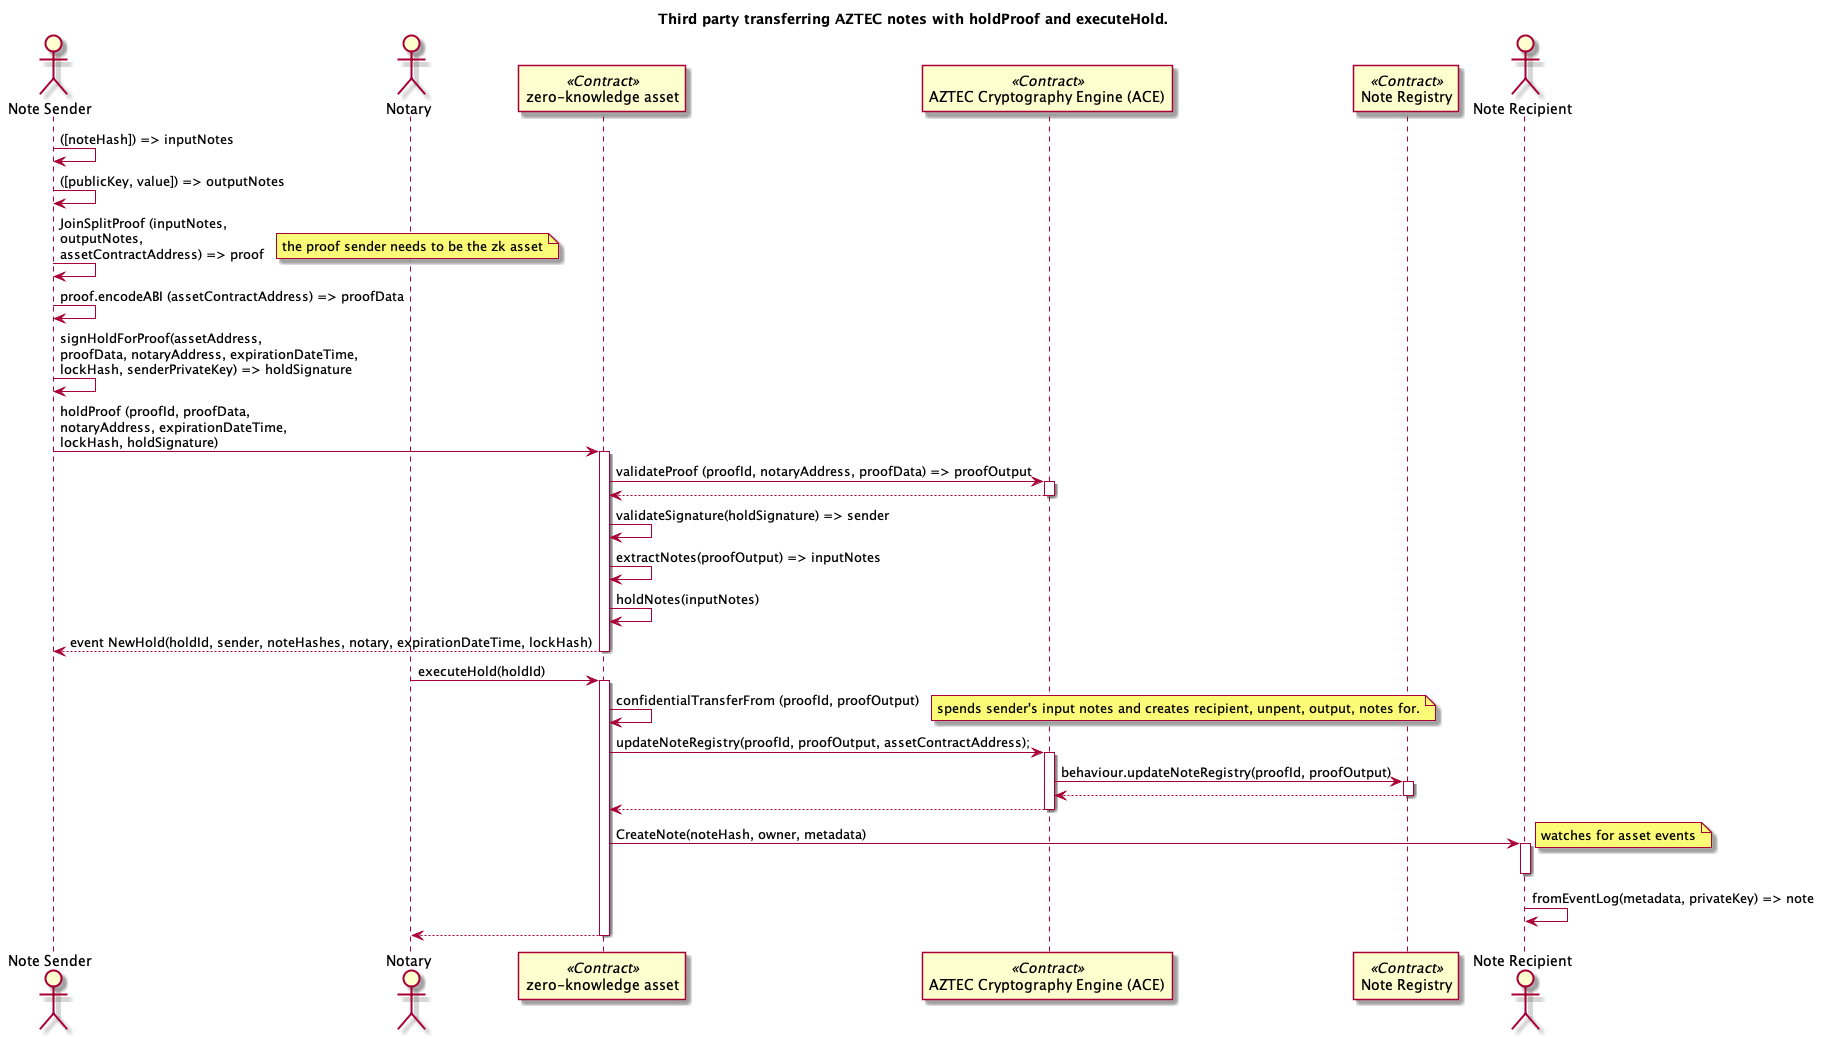 Third party transferring AZTEC notes with holdProof and executeHold.
Note Sender
Notary
«Contract»
zero-knowledge asset
«Contract»
AZTEC Cryptography Engine (ACE)
«Contract»
Note Registry
Note Recipient
([noteHash]) => inputNotes
([publicKey, value]) => outputNotes
JoinSplitProof (inputNotes,
outputNotes,
assetContractAddress) => proof
the proof sender needs to be the zk asset
proof.encodeABI (assetContractAddress) => proofData
signHoldForProof(assetAddress,
proofData, notaryAddress, expirationDateTime,
lockHash, senderPrivateKey) => holdSignature
holdProof (proofId, proofData,
notaryAddress, expirationDateTime,
lockHash, holdSignature)
validateProof (proofId, notaryAddress, proofData) => proofOutput
validateSignature(holdSignature) => sender
extractNotes(proofOutput) => inputNotes
holdNotes(inputNotes)
event NewHold(holdId, sender, noteHashes, notary, expirationDateTime, lockHash)
executeHold(holdId)
confidentialTransferFrom (proofId, proofOutput)
spends sender's input notes and creates recipient, unpent, output, notes for.
updateNoteRegistry(proofId, proofOutput, assetContractAddress);
behaviour.updateNoteRegistry(proofId, proofOutput)
CreateNote(noteHash, owner, metadata)
watches for asset events
fromEventLog(metadata, privateKey) => note
Note Sender
Notary
«Contract»
zero-knowledge asset
«Contract»
AZTEC Cryptography Engine (ACE)
«Contract»
Note Registry
Note Recipient